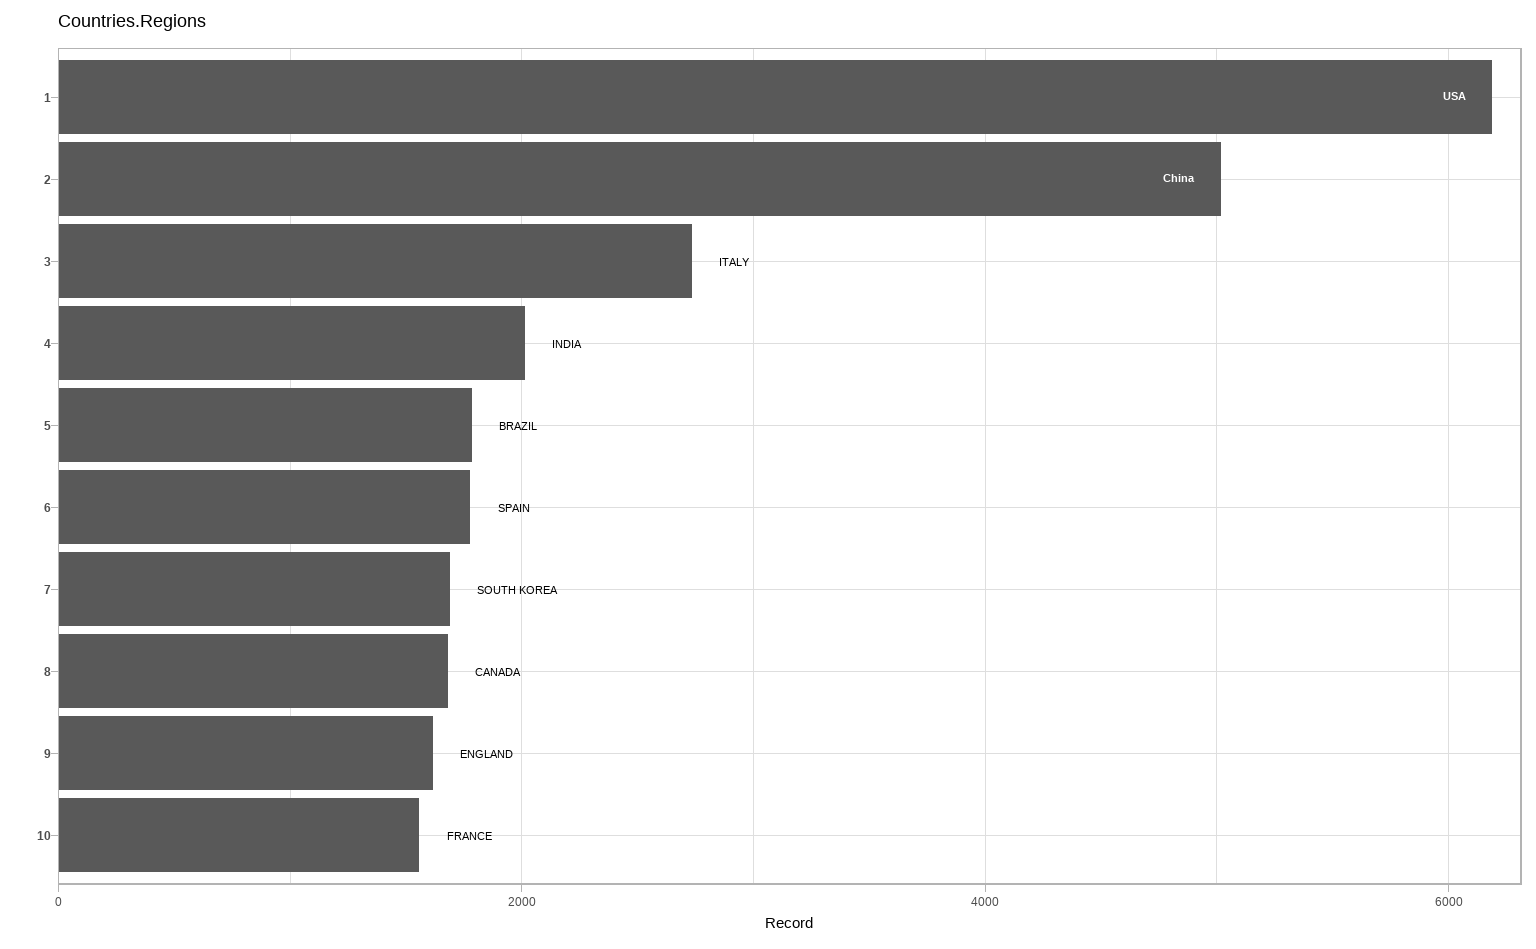 Countries.Regions
1 USA
2 China
3 ITALY
4 INDIA
5 BRAZIL
6 SPAIN
7 SOUTH KOREA
8 CANADA
9 ENGLAND
10 FRANCE
0 2000 4000 6000
Record